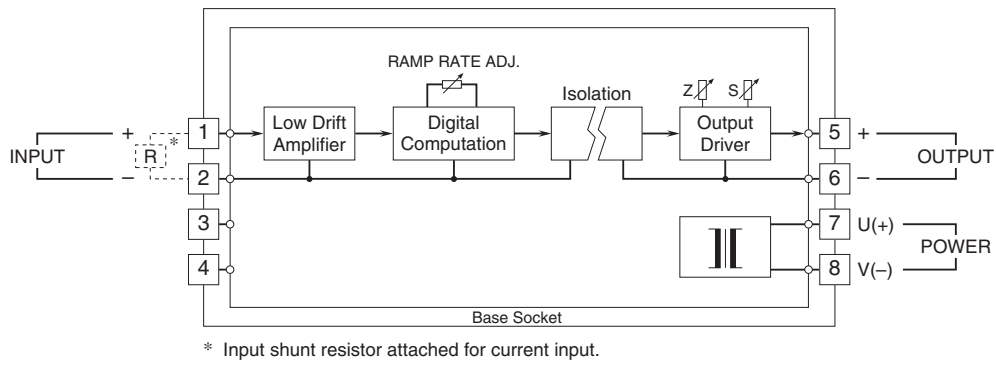 RAMP RATE ADJ.
Isolation
Z
S
Low Drift
Amplifier
Digital
Computation
Output
Driver
INPUT
+
–
R
*
1
2
3
4
5
6
7
8
+
–
OUTPUT
U(+)
V(–)
POWER
Base Socket
* Input shunt resistor attached for current input.